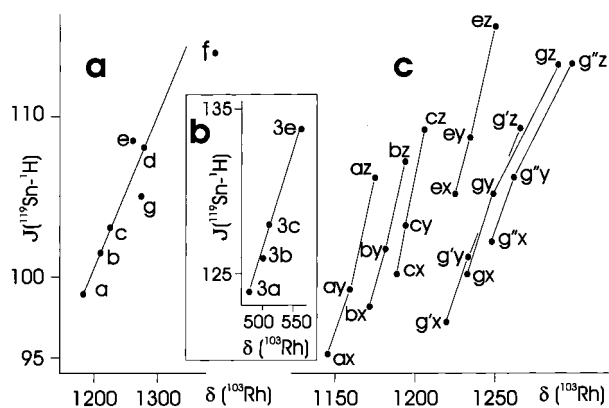 a
J(¹¹⁹Sn-¹H)
110
100
95
1200 1300
δ (¹⁰³Rh)
a
b
c
d
e
f
g
b
J(¹¹⁹Sn-¹H)
135
125
500 550
δ (¹⁰³Rh)
3a
3b
3c
3e
c
1150 1200 1250
δ (¹⁰³Rh)
ax
ay
az
bx
by
bz
cx
cy
cz
ex
ey
ez
g'x
g'y
g'z
gx
gy
gz
g"x
g"y
g"z